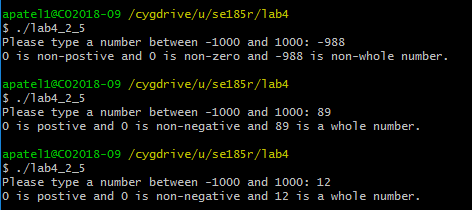 apatel1@CO2018-09 /cygdrive/u/se185r/lab4
$ ./lab4_2_5
Please type a number between -1000 and 1000: -988
0 is non-postive and 0 is non-zero and -988 is non-whole number.
apatel1@CO2018-09 /cygdrive/u/se185r/lab4
$ ./lab4_2_5
Please type a number between -1000 and 1000: 89
0 is postive and 0 is non-negative and 89 is a whole number.
apatel1@CO2018-09 /cygdrive/u/se185r/lab4
$ ./lab4_2_5
Please type a number between -1000 and 1000: 12
0 is postive and 0 is non-negative and 12 is a whole number.